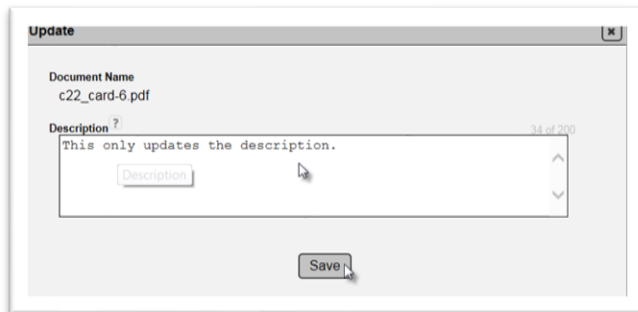 Update
Document Name
c22_card-6.pdf
Description ?
34 of 200
This only updates the description.
Description
Save